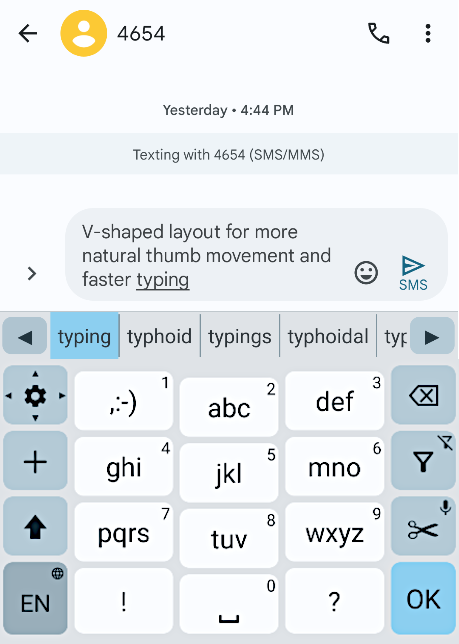 4654
Yesterday • 4:44 PM
Texting with 4654 (SMS/MMS)
V-shaped layout for more
natural thumb movement and
faster typing
SMS
typing typhoid typings typhoidal typ
,:-) 1 abc 2 def 3
ghi 4 jkl 5 mno 6
pqrs 7 tuv 8 wxyz 9
EN ! 0 ? OK